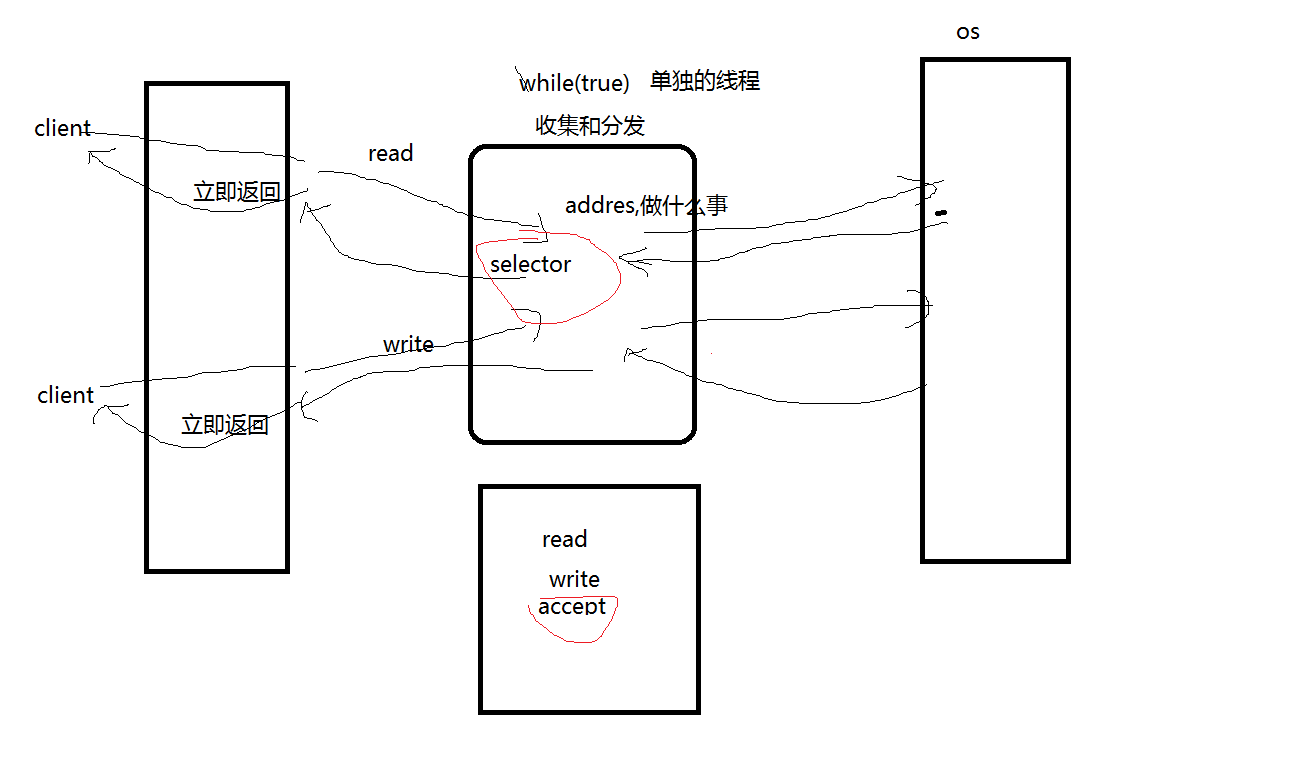 os
while(true) 单独的线程
收集和分发
client
read
立即返回
addres,做什么事
selector
write
client
立即返回
read
write
accept